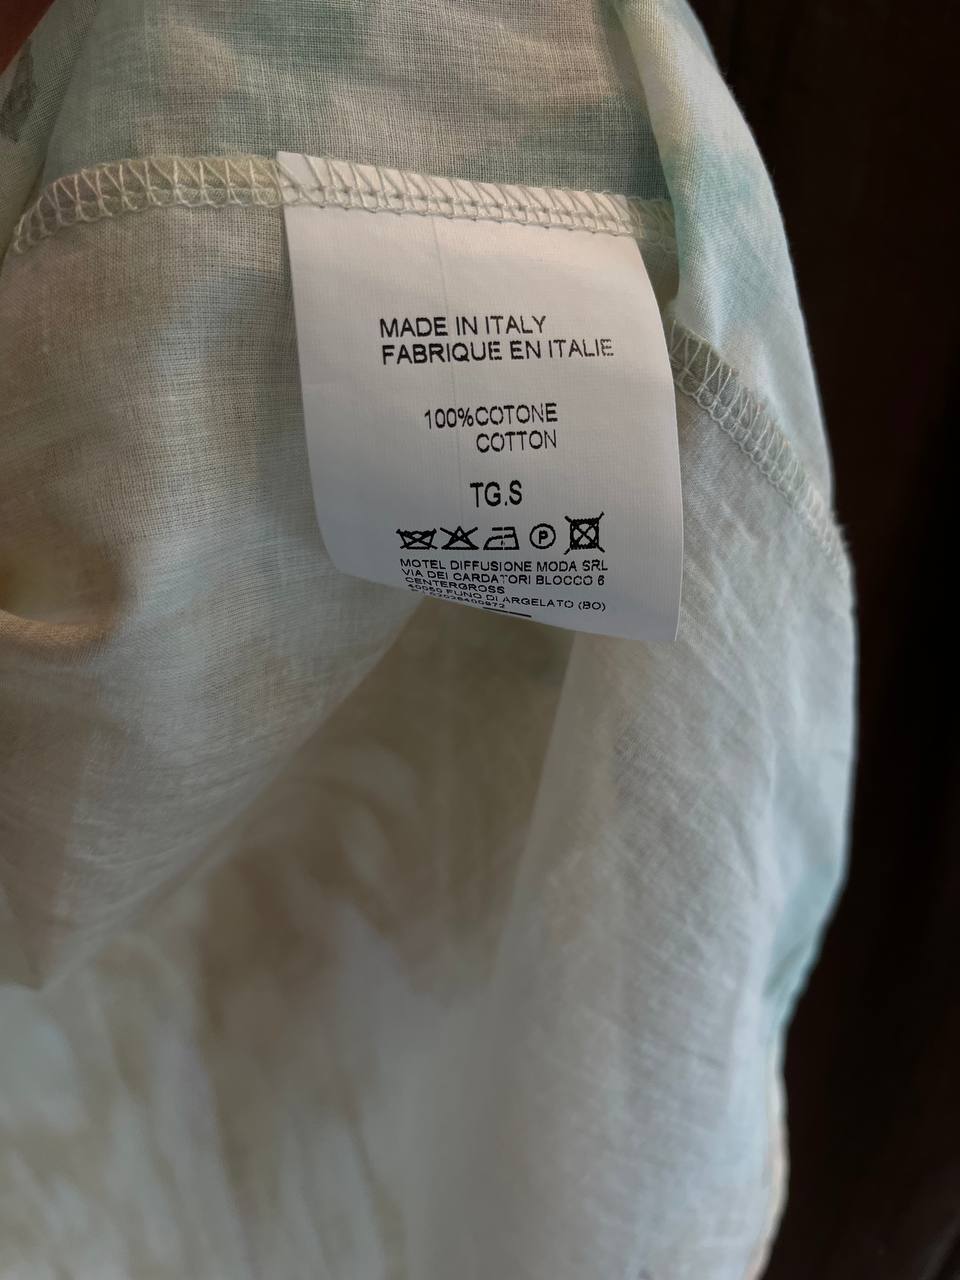 MADE IN ITALY
FABRIQUE EN ITALIE
100%COTONE
COTTON
TG.S
P
MOTEL DIFFUSIONE MODA SRL
VIA DEI CARDATORI BLOCCO 6
CENTERGROSS
40050 FUNO DI ARGELATO (BO)